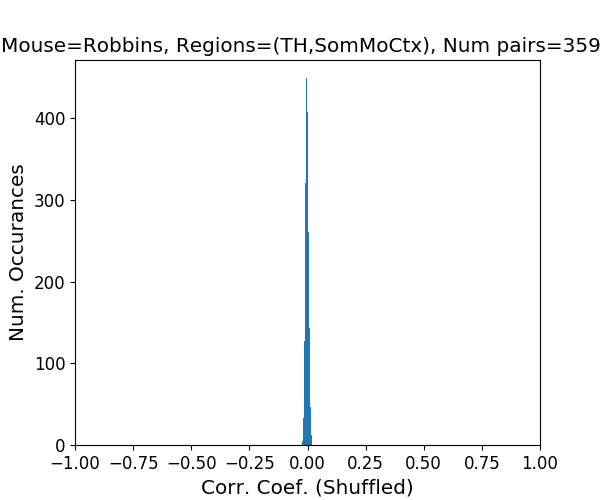 Mouse=Robbins, Regions=(TH,SomMoCtx), Num pairs=359
Num. Occurances
400
300
200
100
0
−1.00 −0.75 −0.50 −0.25 0.00 0.25 0.50 0.75 1.00
Corr. Coef. (Shuffled)